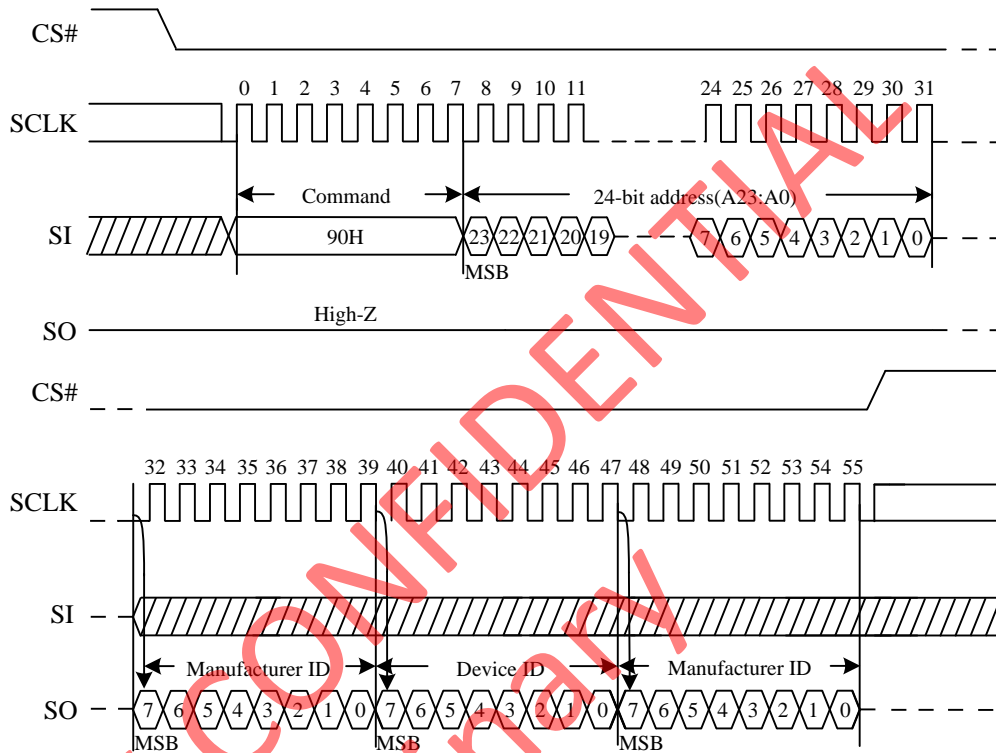 CS#
0 1 2 3 4 5 6 7 8 9 10 11 24 25 26 27 28 29 30 31
SCLK
Command 24-bit address(A23:A0)
SI 90H 23 22 21 20 19 7 6 5 4 3 2 1 0
MSB
High-Z
SO
CS#
32 33 34 35 36 37 38 39 40 41 42 43 44 45 46 47 48 49 50 51 52 53 54 55
SCLK
SI
Manufacturer ID Device ID Manufacturer ID
SO 7 6 5 4 3 2 1 0 7 6 5 4 3 2 1 0 7 6 5 4 3 2 1 0
MSB MSB MSB
CONFIDENTIAL
nary